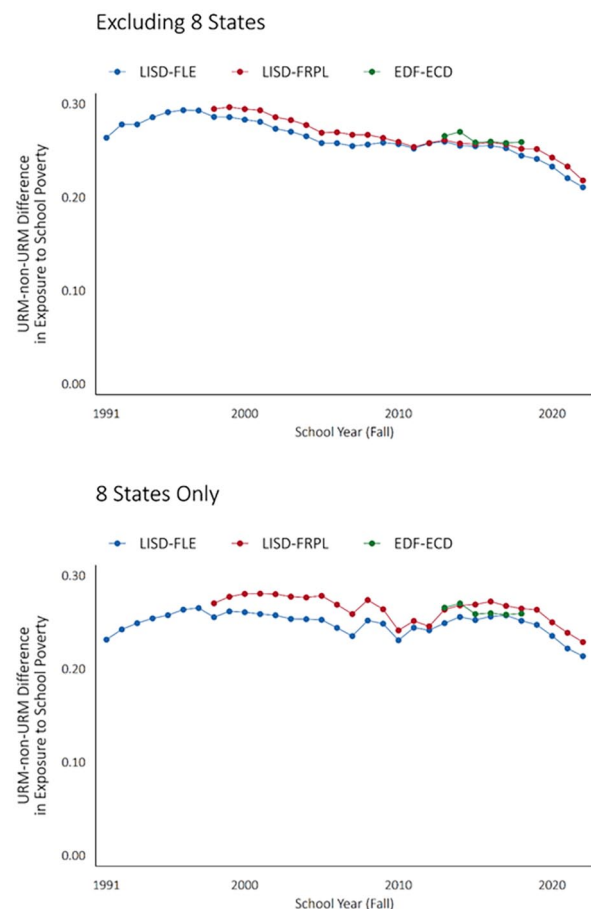 Excluding 8 States
LISD-FLE LISD-FRPL EDF-ECD
URM-non-URM Difference
in Exposure to School Poverty
0.30
0.20
0.10
0.00
1991 2000 2010 2020
School Year (Fall)
8 States Only
LISD-FLE LISD-FRPL EDF-ECD
URM-non-URM Difference
in Exposure to School Poverty
0.30
0.20
0.10
0.00
1991 2000 2010 2020
School Year (Fall)